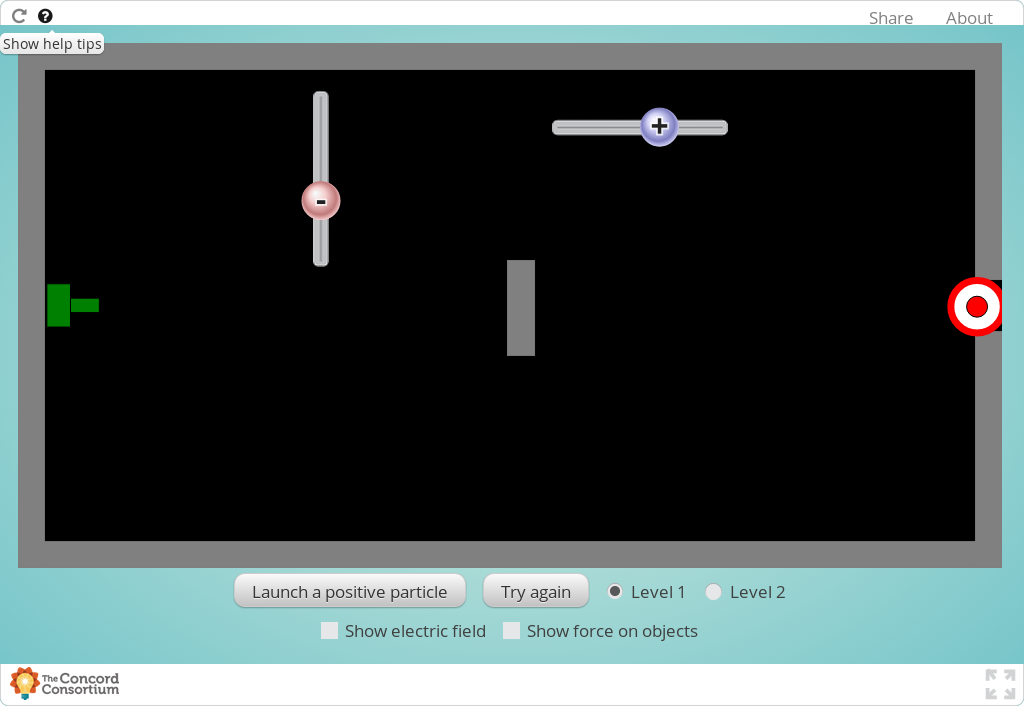 Share About
Show help tips
+
-
Launch a positive particle Try again Level 1 Level 2
Show electric field Show force on objects
The Concord
Consortium